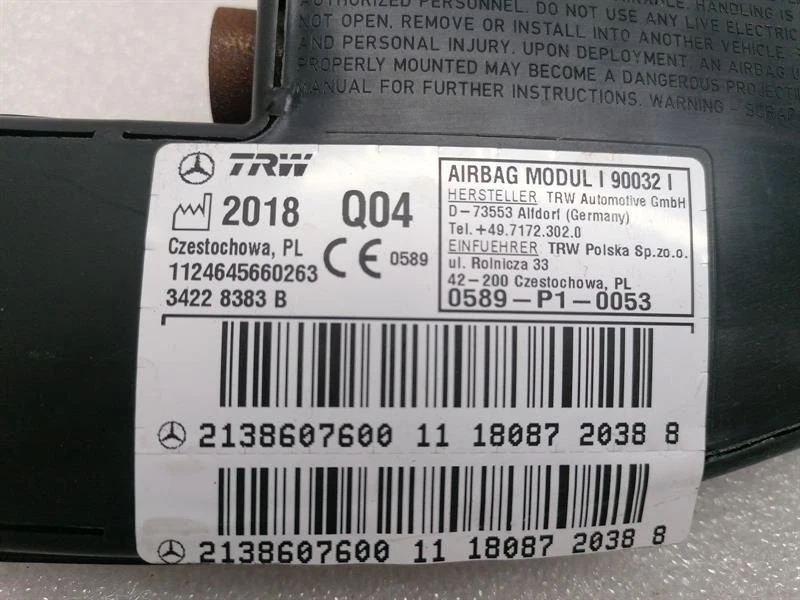 HANDLING IS
AUTHORIZED PERSONNEL. DO NOT USE ANY LIVE ELECTRIC
NOT OPEN. REMOVE OR INSTALL INTO ANOTHER VEHICLE.
AND PERSONAL INJURY. UPON DEPLOYMENT, AN AIRBAG
PROPERLY MOUNTED MAY BECOME A DANGEROUS
MANUAL FOR FURTHER INSTRUCTIONS. WARNING
TRW
2018 Q04
Czestochowa, PL
1124645660263
34228383 B
CE 0589
AIRBAG MODUL I 90032 I
HERSTELLER TRW Automotive GmbH
D-73553 Alfdorf (Germany)
Tel.+49.7172.302.0
EINFUEHRER TRW Polska Sp.zo.o.
ul. Rolnicza 33
42-200 Czestochowa, PL
0589-P1-0053
2138607600 11 18087 2038 8
2138607600 11 18087 2038 8